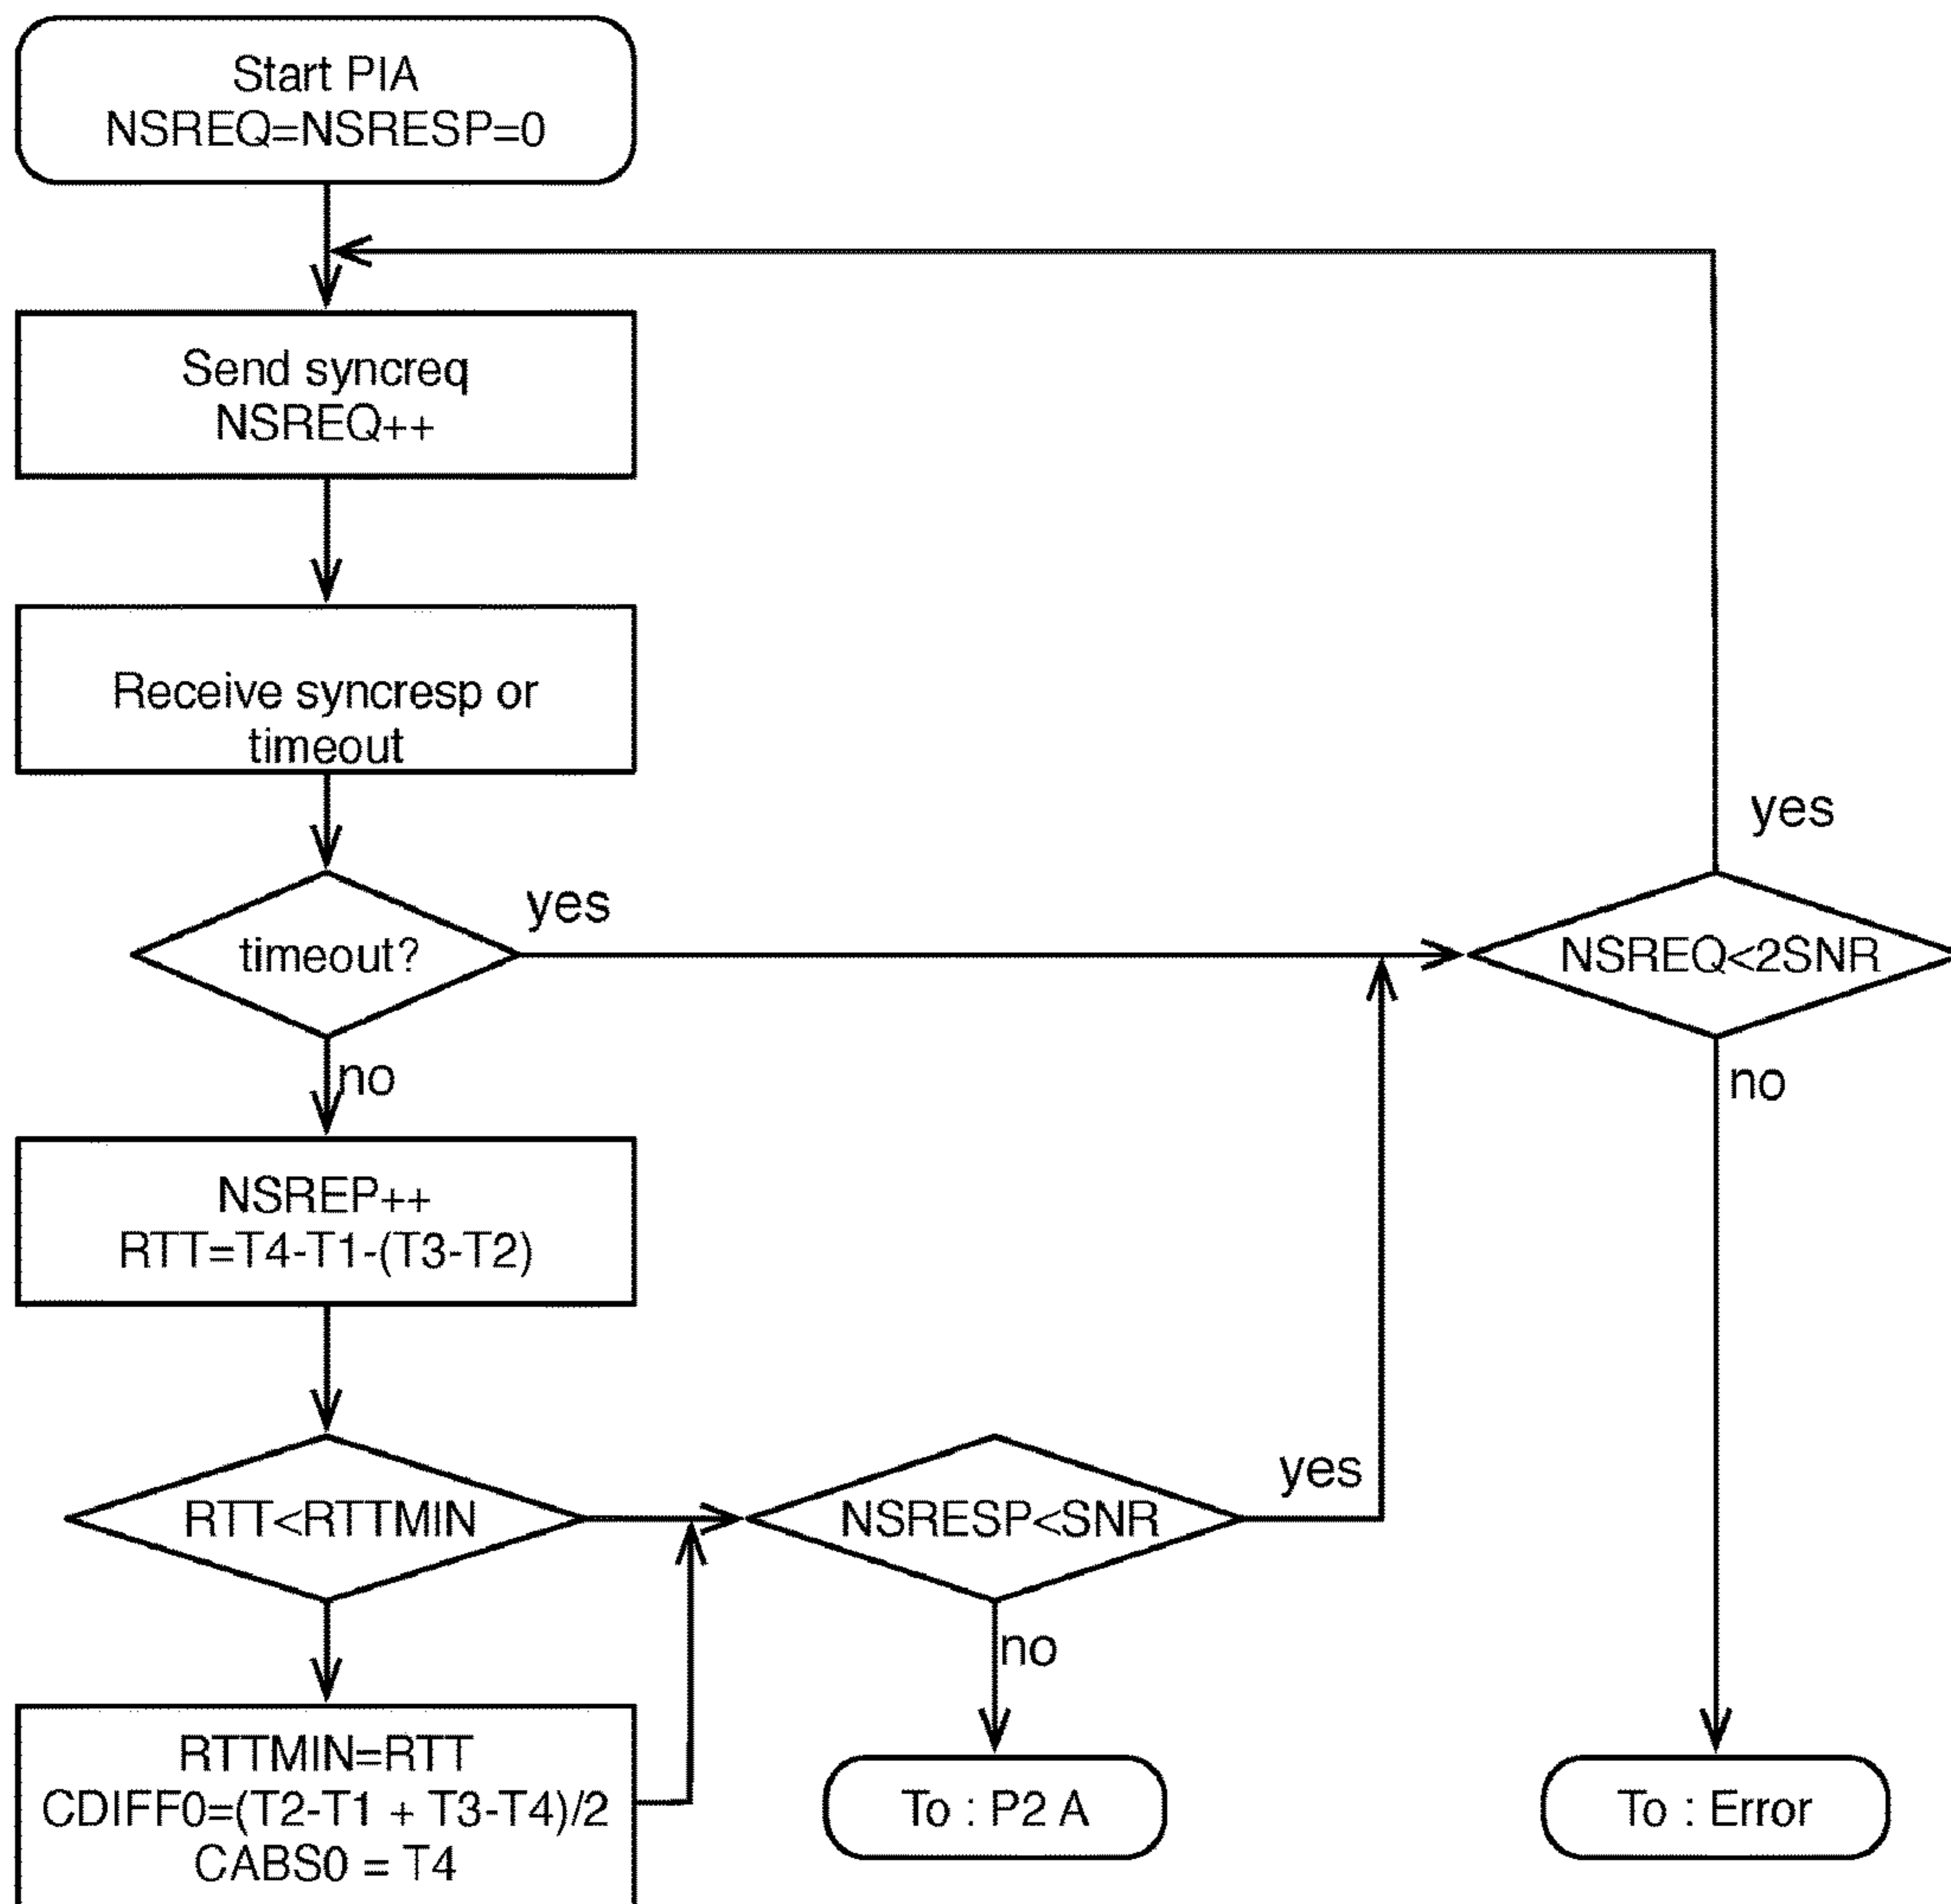 Start PIA
NSREQ=NSRESP=0
Send syncreq
NSREQ++
Receive syncresp or
timeout
yes
timeout?
yes
NSREQ<2SNR
no
no
NSREP++
RTT=T4-T1-(T3-T2)
RTT<RTTMIN
NSRESP<SNR
yes
no
RTTMIN=RTT
CDIFF0=(T2-T1 + T3-T4)/2
CABS0 = T4
To : P2 A
To : Error